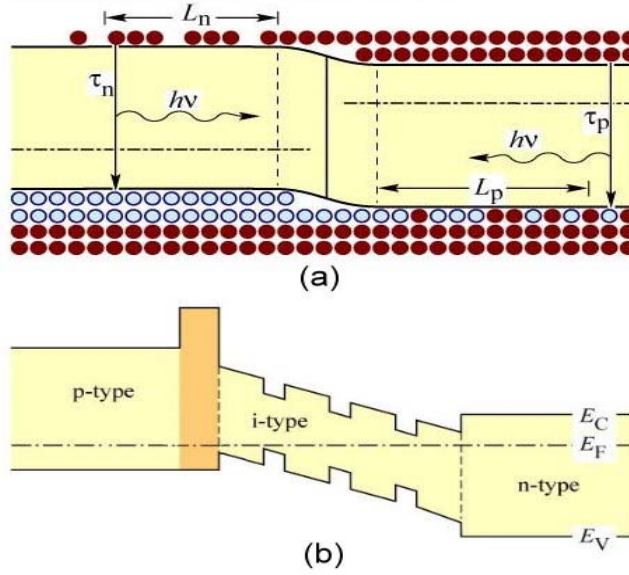 Ln
τn
hν
τp
hν
Lp
(a)
p-type
i-type
EC
EF
n-type
EV
(b)